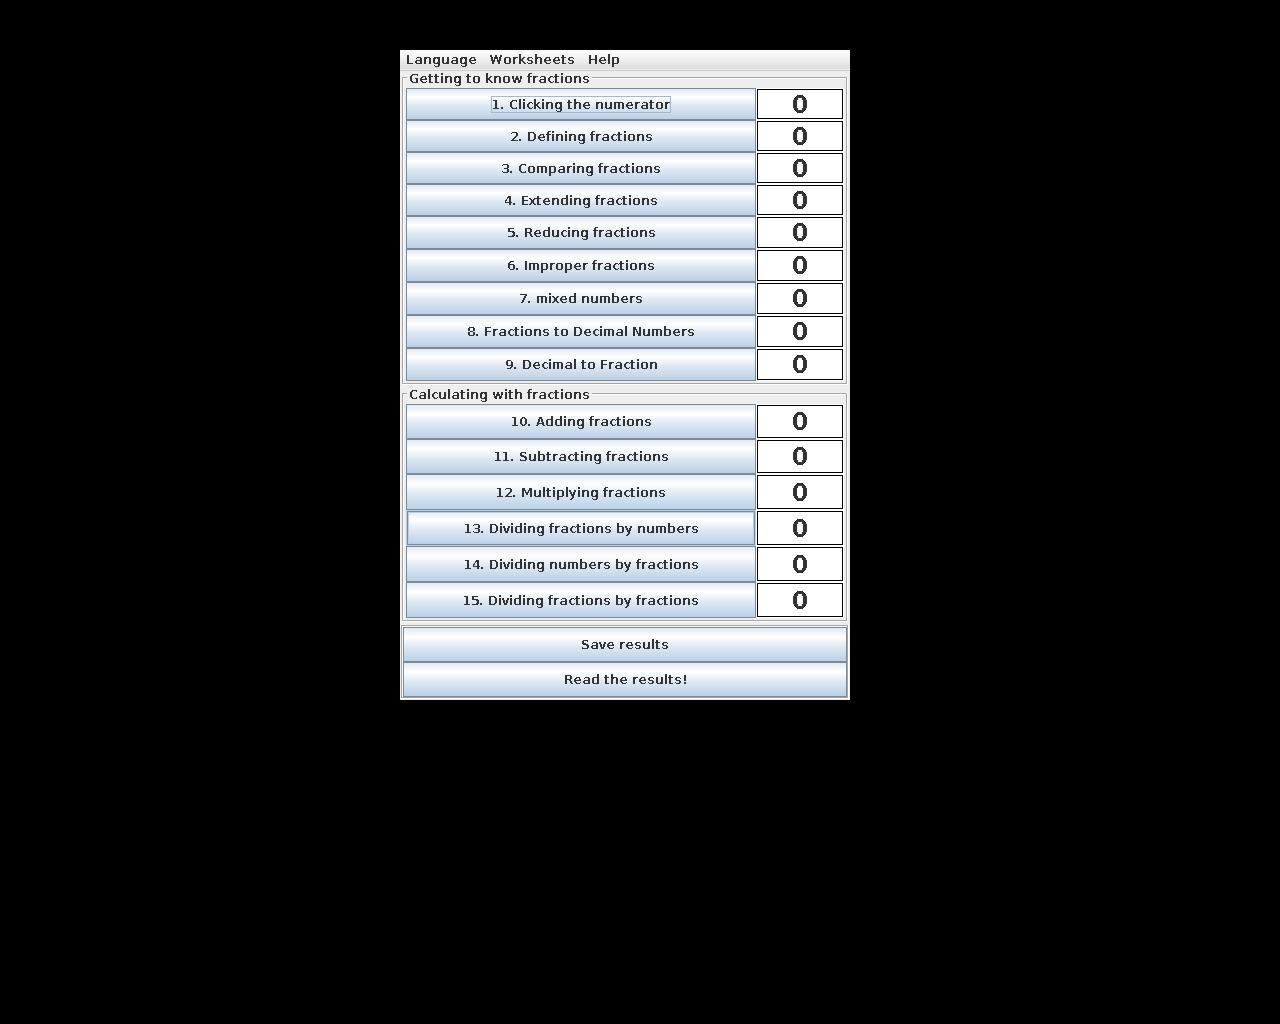 Language Worksheets Help
Getting to know fractions
1. Clicking the numerator 0
2. Defining fractions 0
3. Comparing fractions 0
4. Extending fractions 0
5. Reducing fractions 0
6. Improper fractions 0
7. mixed numbers 0
8. Fractions to Decimal Numbers 0
9. Decimal to Fraction 0
Calculating with fractions
10. Adding fractions 0
11. Subtracting fractions 0
12. Multiplying fractions 0
13. Dividing fractions by numbers 0
14. Dividing numbers by fractions 0
15. Dividing fractions by fractions 0
Save results
Read the results!